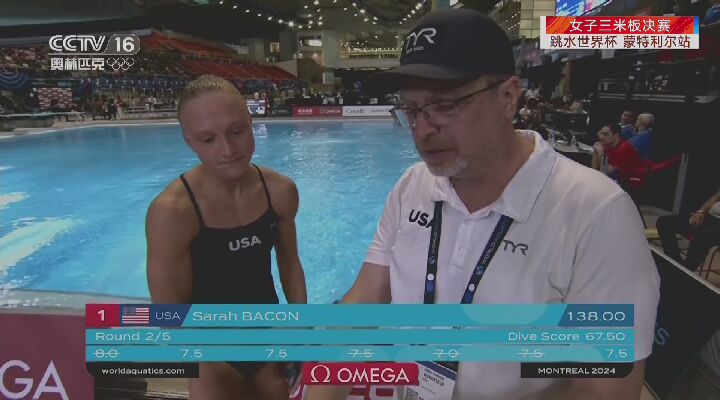 CCTV 16
奥林匹克
女子三米板决赛
跳水世界杯 蒙特利尔站
TYR
USA
USA
TYR
1 USA Sarah BACON 138.00
Round 2/5 Dive Score 67.50
8.0 7.5 7.5 7.5 7.0 7.5 7.5
worldaquatics.com
Ω OMEGA
MONTREAL 2024
OMEGA